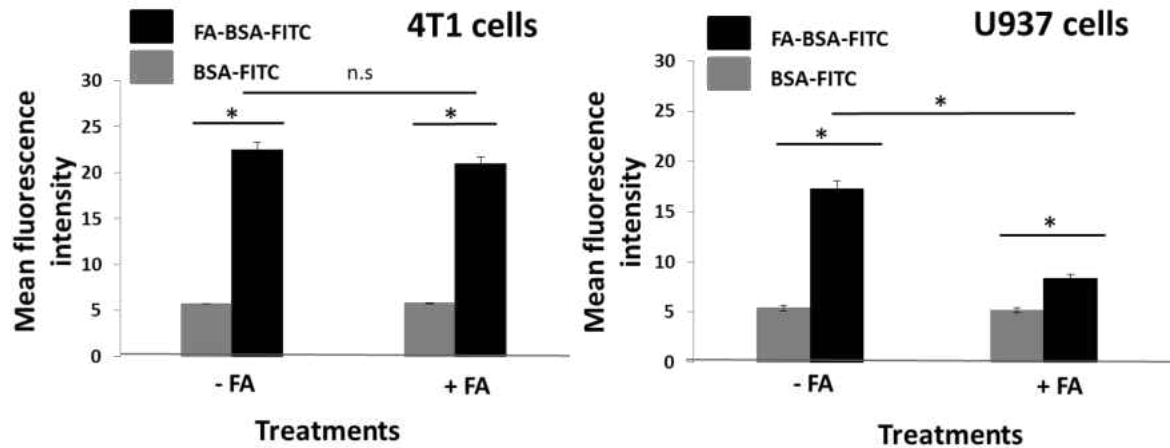 4T1 cells
FA-BSA-FITC
BSA-FITC
Mean fluorescence
intensity
30
25
20
15
10
5
0
n.s
*
*
- FA
+ FA
Treatments
U937 cells
FA-BSA-FITC
BSA-FITC
Mean fluorescence
intensity
30
25
20
15
10
5
0
*
*
*
- FA
+ FA
Treatments